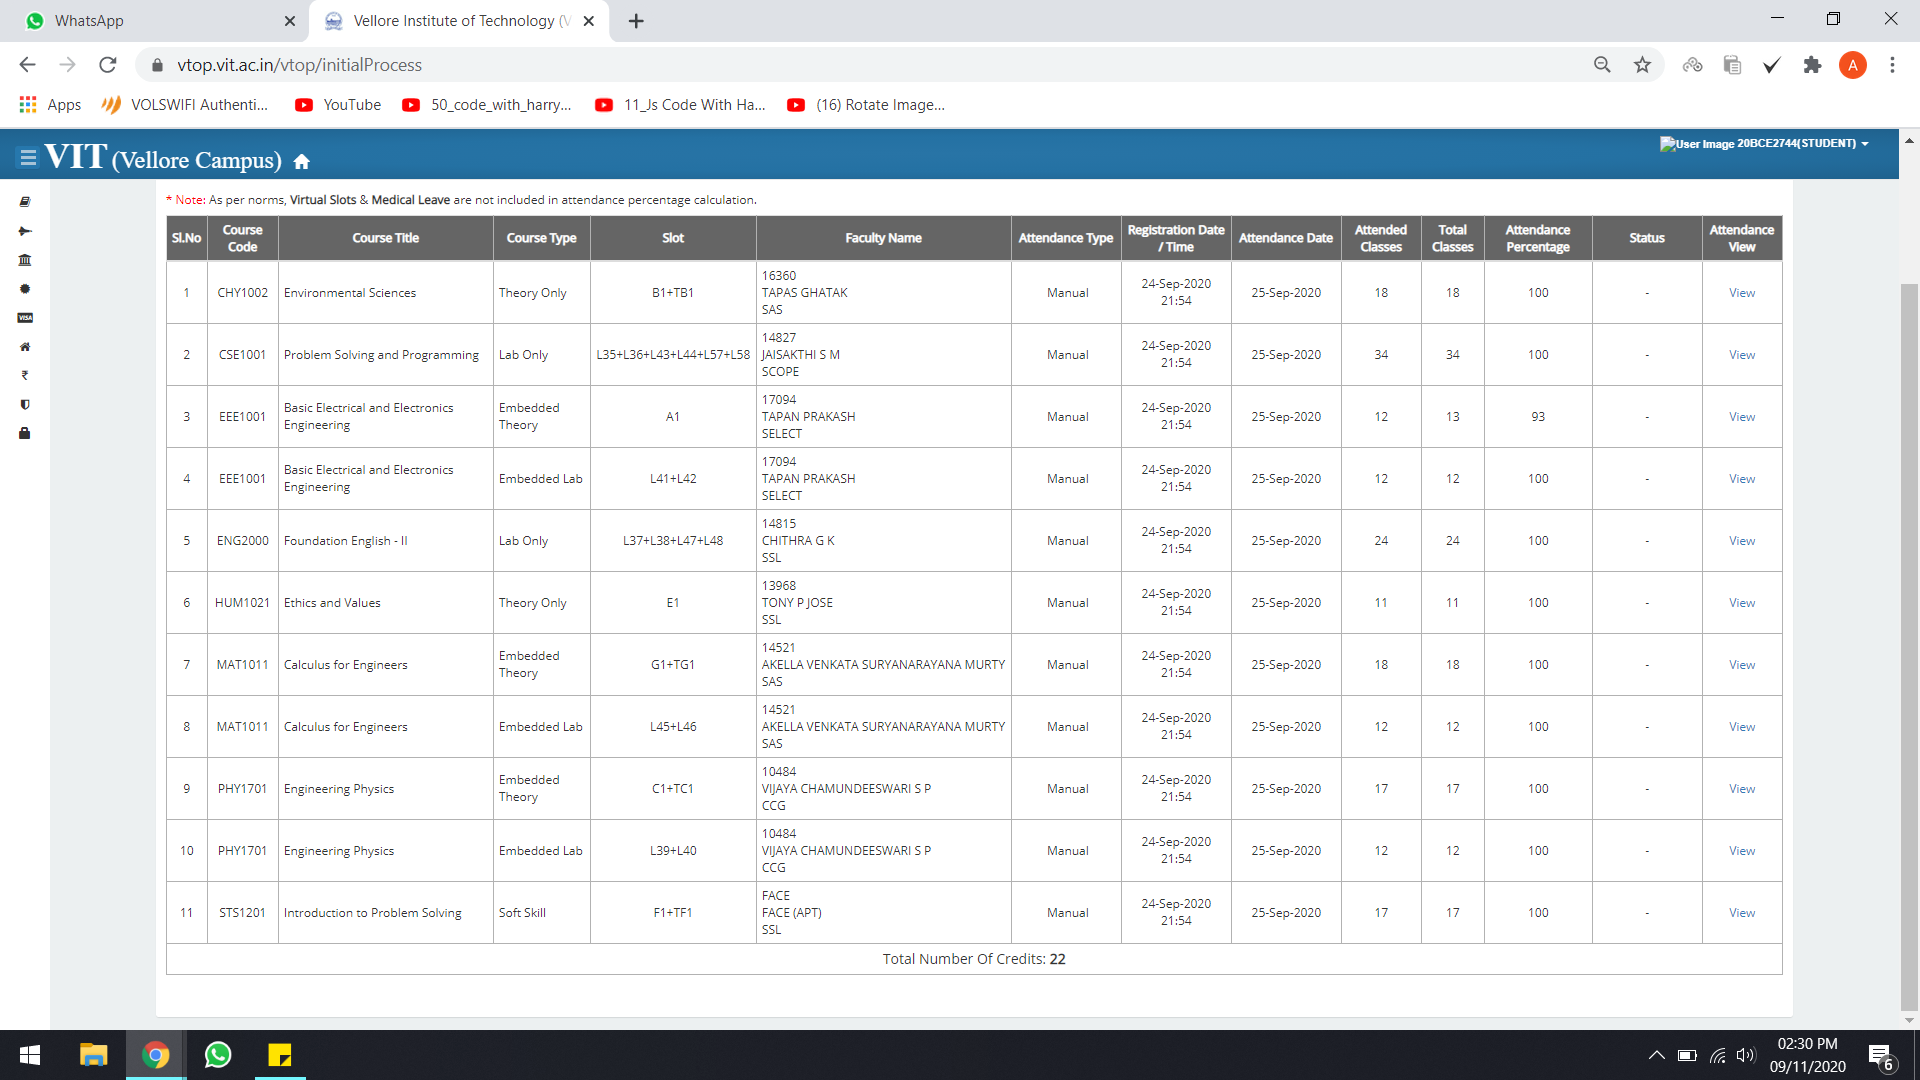 WhatsApp
Vellore Institute of Technology (V
vtop.vit.ac.in/vtop/initialProcess
A
Apps
VOLSWIFI Authenti...
YouTube
50_code_with_harry...
11_Js Code With Ha...
(16) Rotate Image...
VIT (Vellore Campus)
User Image 20BCE2744(STUDENT)
* Note: As per norms, Virtual Slots & Medical Leave are not included in attendance percentage calculation.
Sl.No Course Code Course Title Course Type Slot Faculty Name Attendance Type Registration Date / Time Attendance Date Attended Classes Total Classes Attendance Percentage Status Attendance View
1 CHY1002 Environmental Sciences Theory Only B1+TB1 16360 TAPAS GHATAK SAS Manual 24-Sep-2020 21:54 25-Sep-2020 18 18 100 - View
2 CSE1001 Problem Solving and Programming Lab Only L35+L36+L43+L44+L57+L58 14827 JAISAKTHI S M SCOPE Manual 24-Sep-2020 21:54 25-Sep-2020 34 34 100 - View
3 EEE1001 Basic Electrical and Electronics Engineering Embedded Theory A1 17094 TAPAN PRAKASH SELECT Manual 24-Sep-2020 21:54 25-Sep-2020 12 13 93 - View
4 EEE1001 Basic Electrical and Electronics Engineering Embedded Lab L41+L42 17094 TAPAN PRAKASH SELECT Manual 24-Sep-2020 21:54 25-Sep-2020 12 12 100 - View
5 ENG2000 Foundation English - II Lab Only L37+L38+L47+L48 14815 CHITHRA G K SSL Manual 24-Sep-2020 21:54 25-Sep-2020 24 24 100 - View
6 HUM1021 Ethics and Values Theory Only E1 13968 TONY P JOSE SSL Manual 24-Sep-2020 21:54 25-Sep-2020 11 11 100 - View
7 MAT1011 Calculus for Engineers Embedded Theory G1+TG1 14521 AKELLA VENKATA SURYANARAYANA MURTY SAS Manual 24-Sep-2020 21:54 25-Sep-2020 18 18 100 - View
8 MAT1011 Calculus for Engineers Embedded Lab L45+L46 14521 AKELLA VENKATA SURYANARAYANA MURTY SAS Manual 24-Sep-2020 21:54 25-Sep-2020 12 12 100 - View
9 PHY1701 Engineering Physics Embedded Theory C1+TC1 10484 VIJAYA CHAMUNDEESWARI S P CCG Manual 24-Sep-2020 21:54 25-Sep-2020 17 17 100 - View
10 PHY1701 Engineering Physics Embedded Lab L39+L40 10484 VIJAYA CHAMUNDEESWARI S P CCG Manual 24-Sep-2020 21:54 25-Sep-2020 12 12 100 - View
11 STS1201 Introduction to Problem Solving Soft Skill F1+TF1 FACE FACE (APT) SSL Manual 24-Sep-2020 21:54 25-Sep-2020 17 17 100 - View
Total Number Of Credits: 22
VISA
₹
02:30 PM
09/11/2020
6